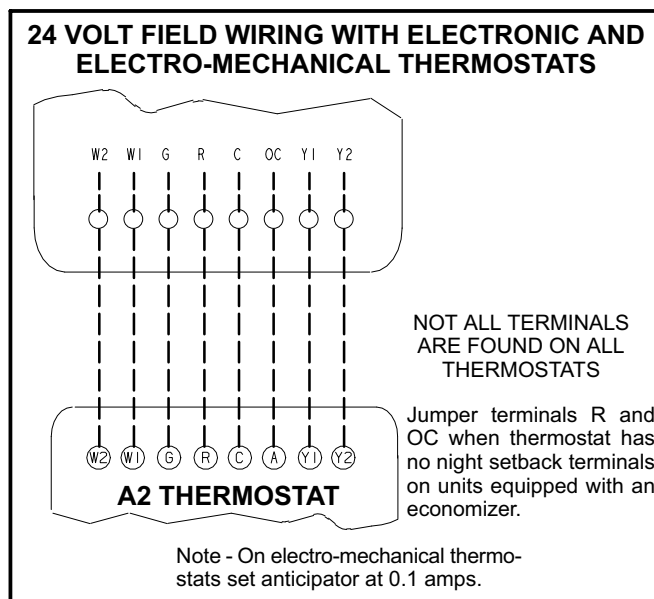 24 VOLT FIELD WIRING WITH ELECTRONIC AND
ELECTRO-MECHANICAL THERMOSTATS
W2 W1 G R C OC Y1 Y2
NOT ALL TERMINALS
ARE FOUND ON ALL
THERMOSTATS
Jumper terminals R and
OC when thermostat has
no night setback terminals
on units equipped with an
economizer.
W2 W1 G R C A Y1 Y2
A2 THERMOSTAT
Note - On electro-mechanical thermo-
stats set anticipator at 0.1 amps.